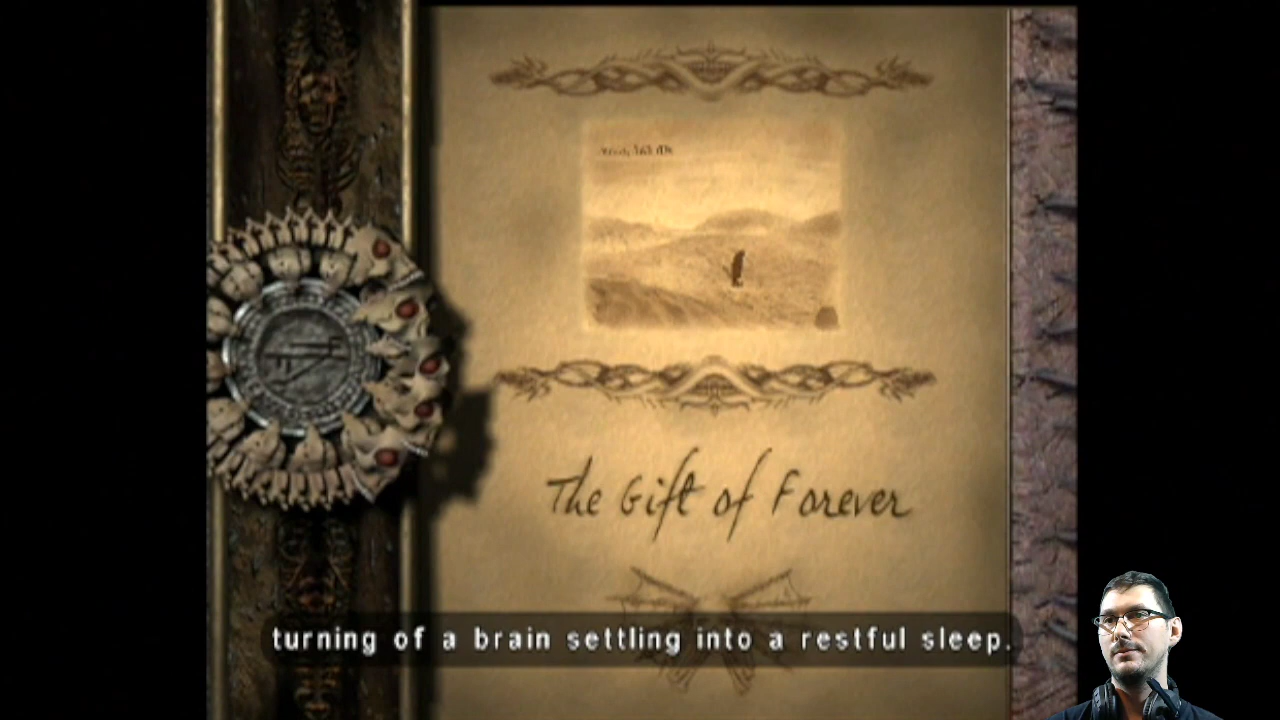 The Gift of Forever
turning of a brain settling into a restful sleep.